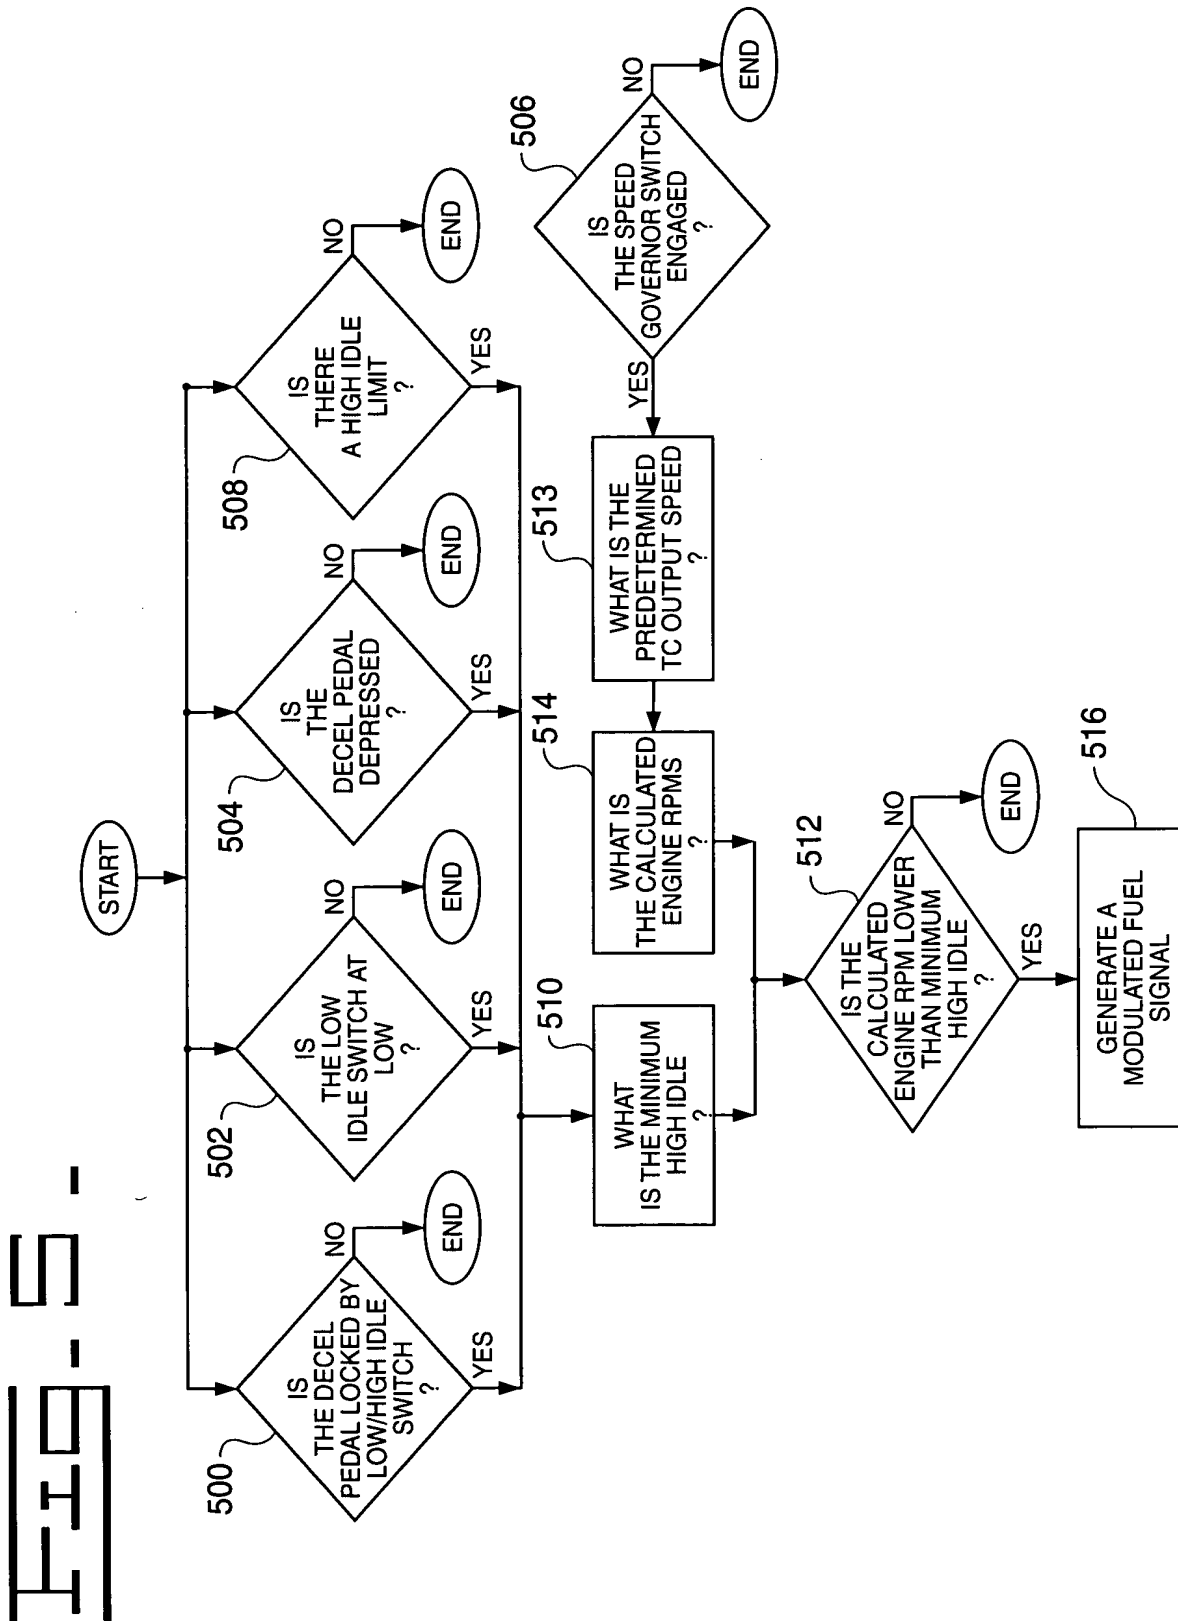 FIG. 5.
START
500
IS
THE DECEL
PEDAL LOCKED BY
LOW/HIGH IDLE
SWITCH
?
NO
END
YES
502
IS
THE LOW
IDLE SWITCH AT
LOW
?
NO
END
YES
504
IS
THE
DECEL PEDAL
DEPRESSED
?
NO
END
YES
508
IS
THERE
A HIGH IDLE
LIMIT
?
NO
END
YES
510
WHAT
IS THE MINIMUM
HIGH IDLE
?
514
WHAT IS
THE CALCULATED
ENGINE RPMS
?
513
WHAT IS THE
PREDETERMINED
TC OUTPUT SPEED
?
YES
506
IS
THE SPEED
GOVERNOR SWITCH
ENGAGED
?
NO
END
512
IS THE
CALCULATED
ENGINE RPM LOWER
THAN MINIMUM
HIGH IDLE
?
NO
END
YES
516
GENERATE A
MODULATED FUEL
SIGNAL